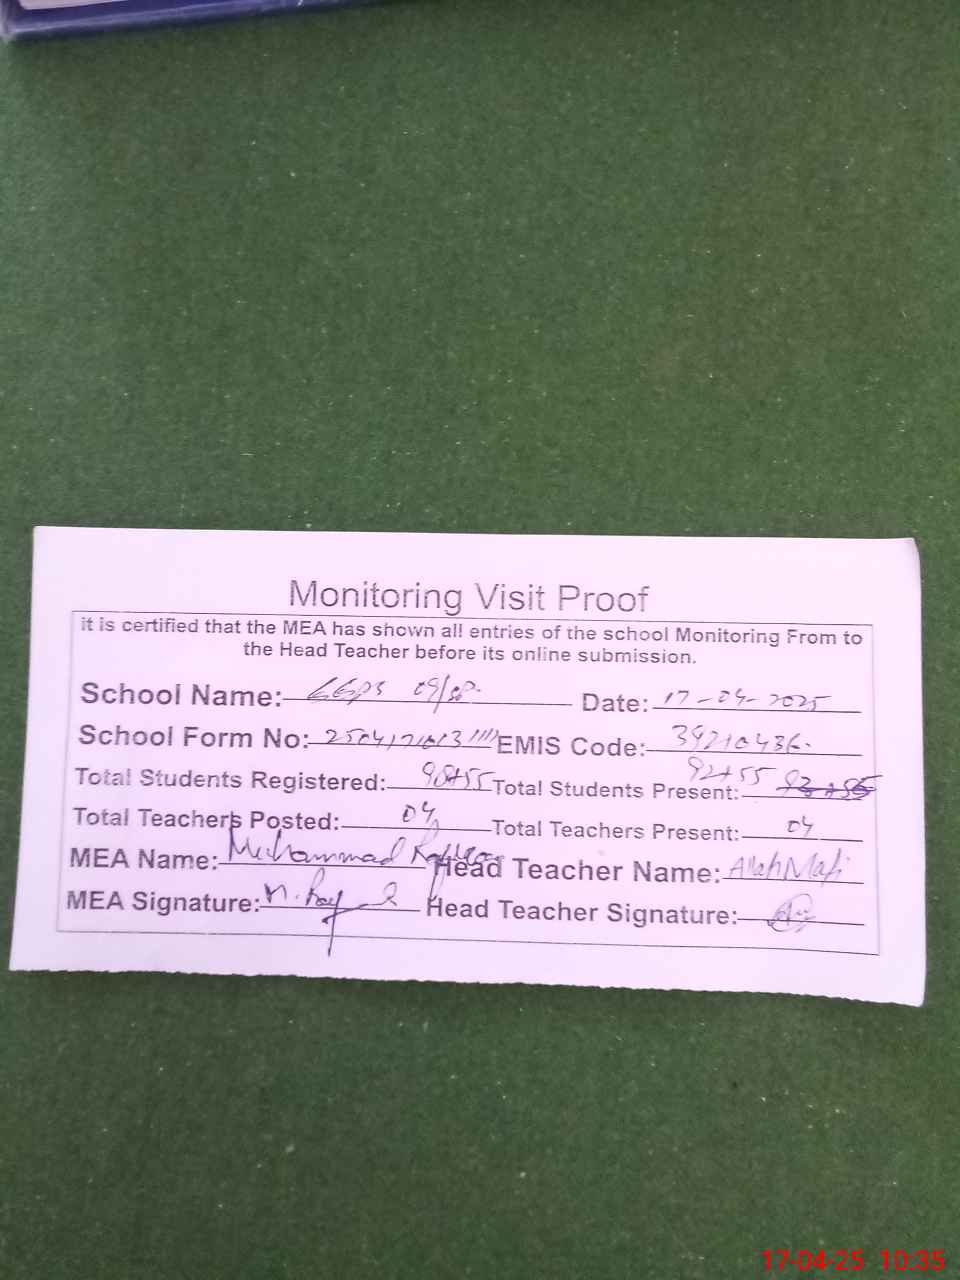 Monitoring Visit Proof
it is certified that the MEA has shown all entries of the school Monitoring From to
the Head Teacher before its online submission.
School Name: Date: 17-04-2025
School Form No: EMIS Code: 39210436.
Total Students Registered: Total Students Present: 92+55
Total Teachers Posted: 04 Total Teachers Present: 04
MEA Name: Muhammad Head Teacher Name: Allah
MEA Signature: Head Teacher Signature:
17-04-25 10:35